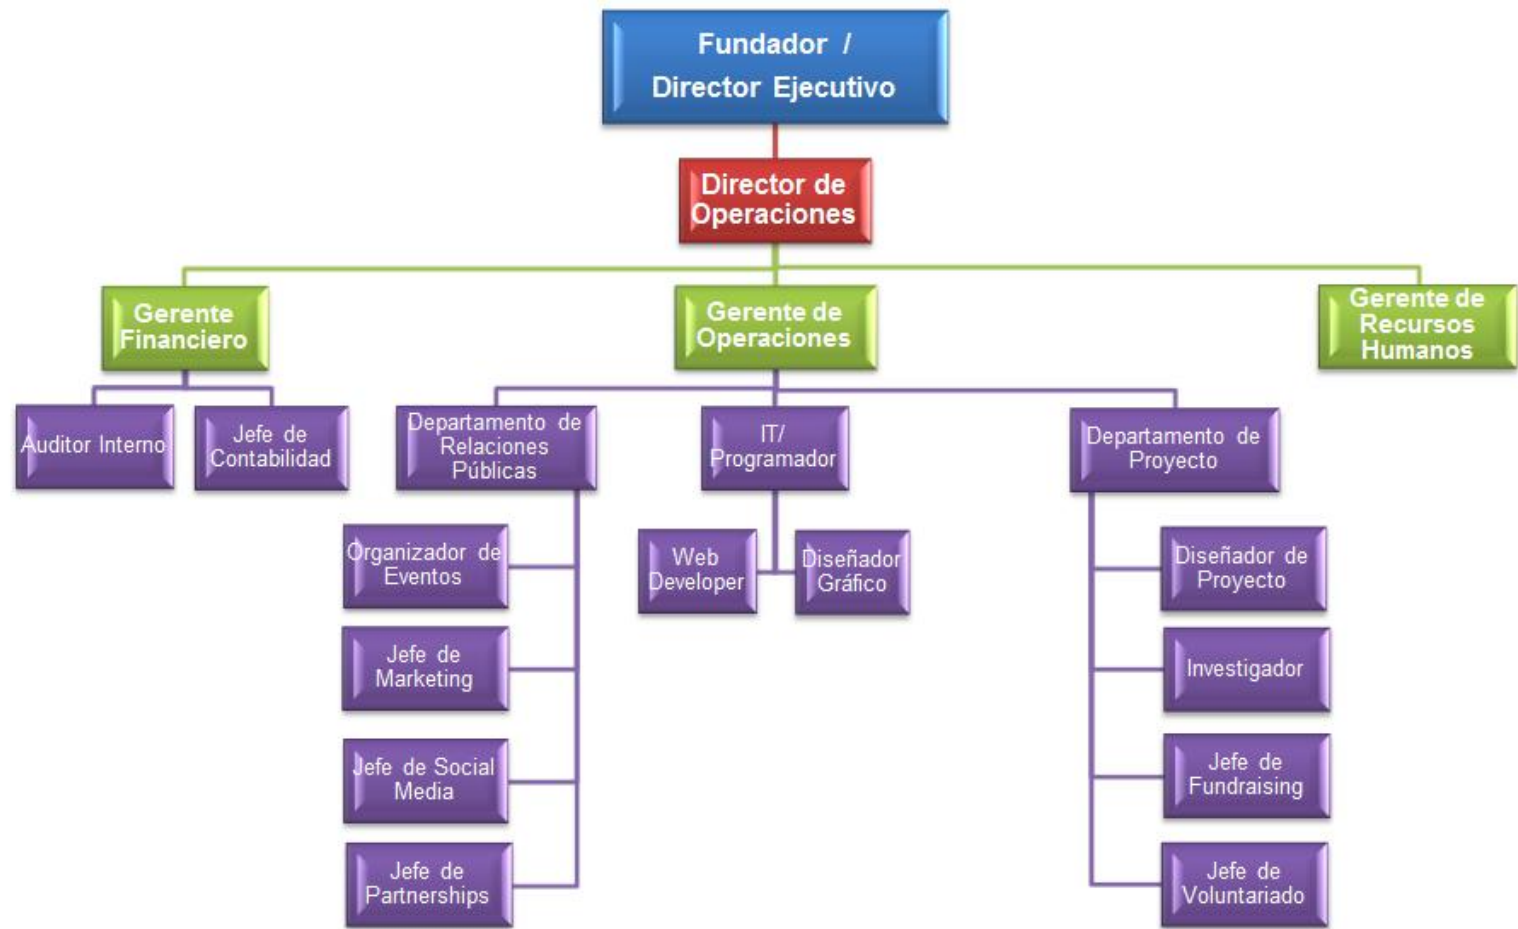 Fundador /
Director Ejecutivo
Director de
Operaciones
Gerente
Financiero
Gerente de
Operaciones
Gerente de
Recursos
Humanos
Auditor Interno
Jefe de
Contabilidad
Departamento de
Relaciones
Públicas
IT/
Programador
Departamento de
Proyecto
Organizador de
Eventos
Jefe de
Marketing
Jefe de Social
Media
Jefe de
Partnerships
Web
Developer
Diseñador
Gráfico
Diseñador de
Proyecto
Investigador
Jefe de
Fundraising
Jefe de
Voluntariado